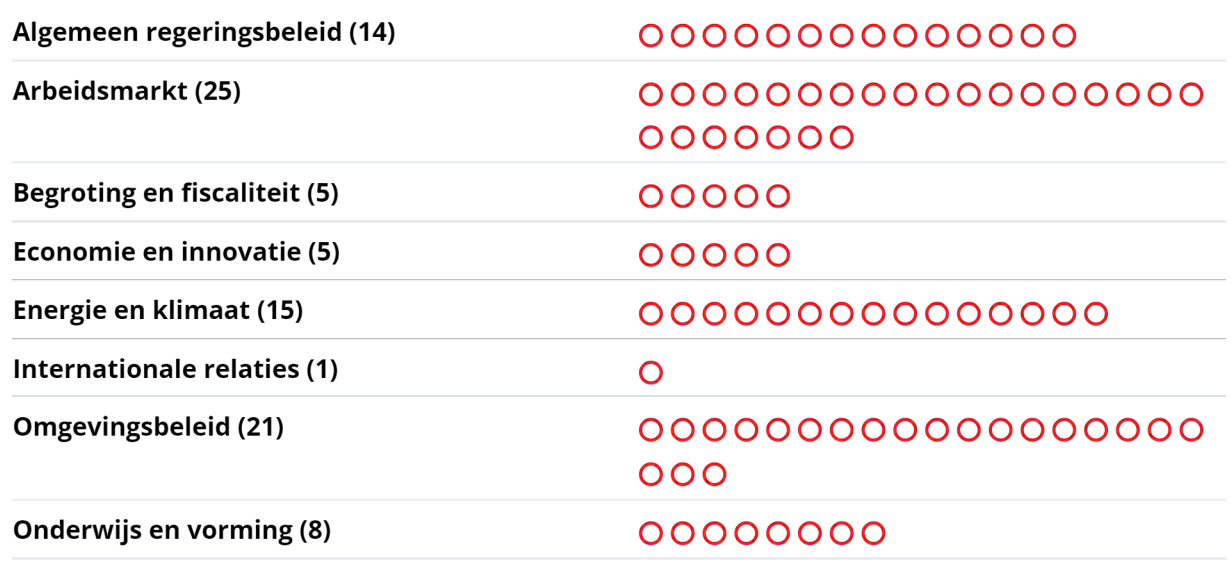 Algemeen regeringsbeleid (14)
Arbeidsmarkt (25)
Begroting en fiscaliteit (5)
Economie en innovatie (5)
Energie en klimaat (15)
Internationale relaties (1)
Omgevingsbeleid (21)
Onderwijs en vorming (8)